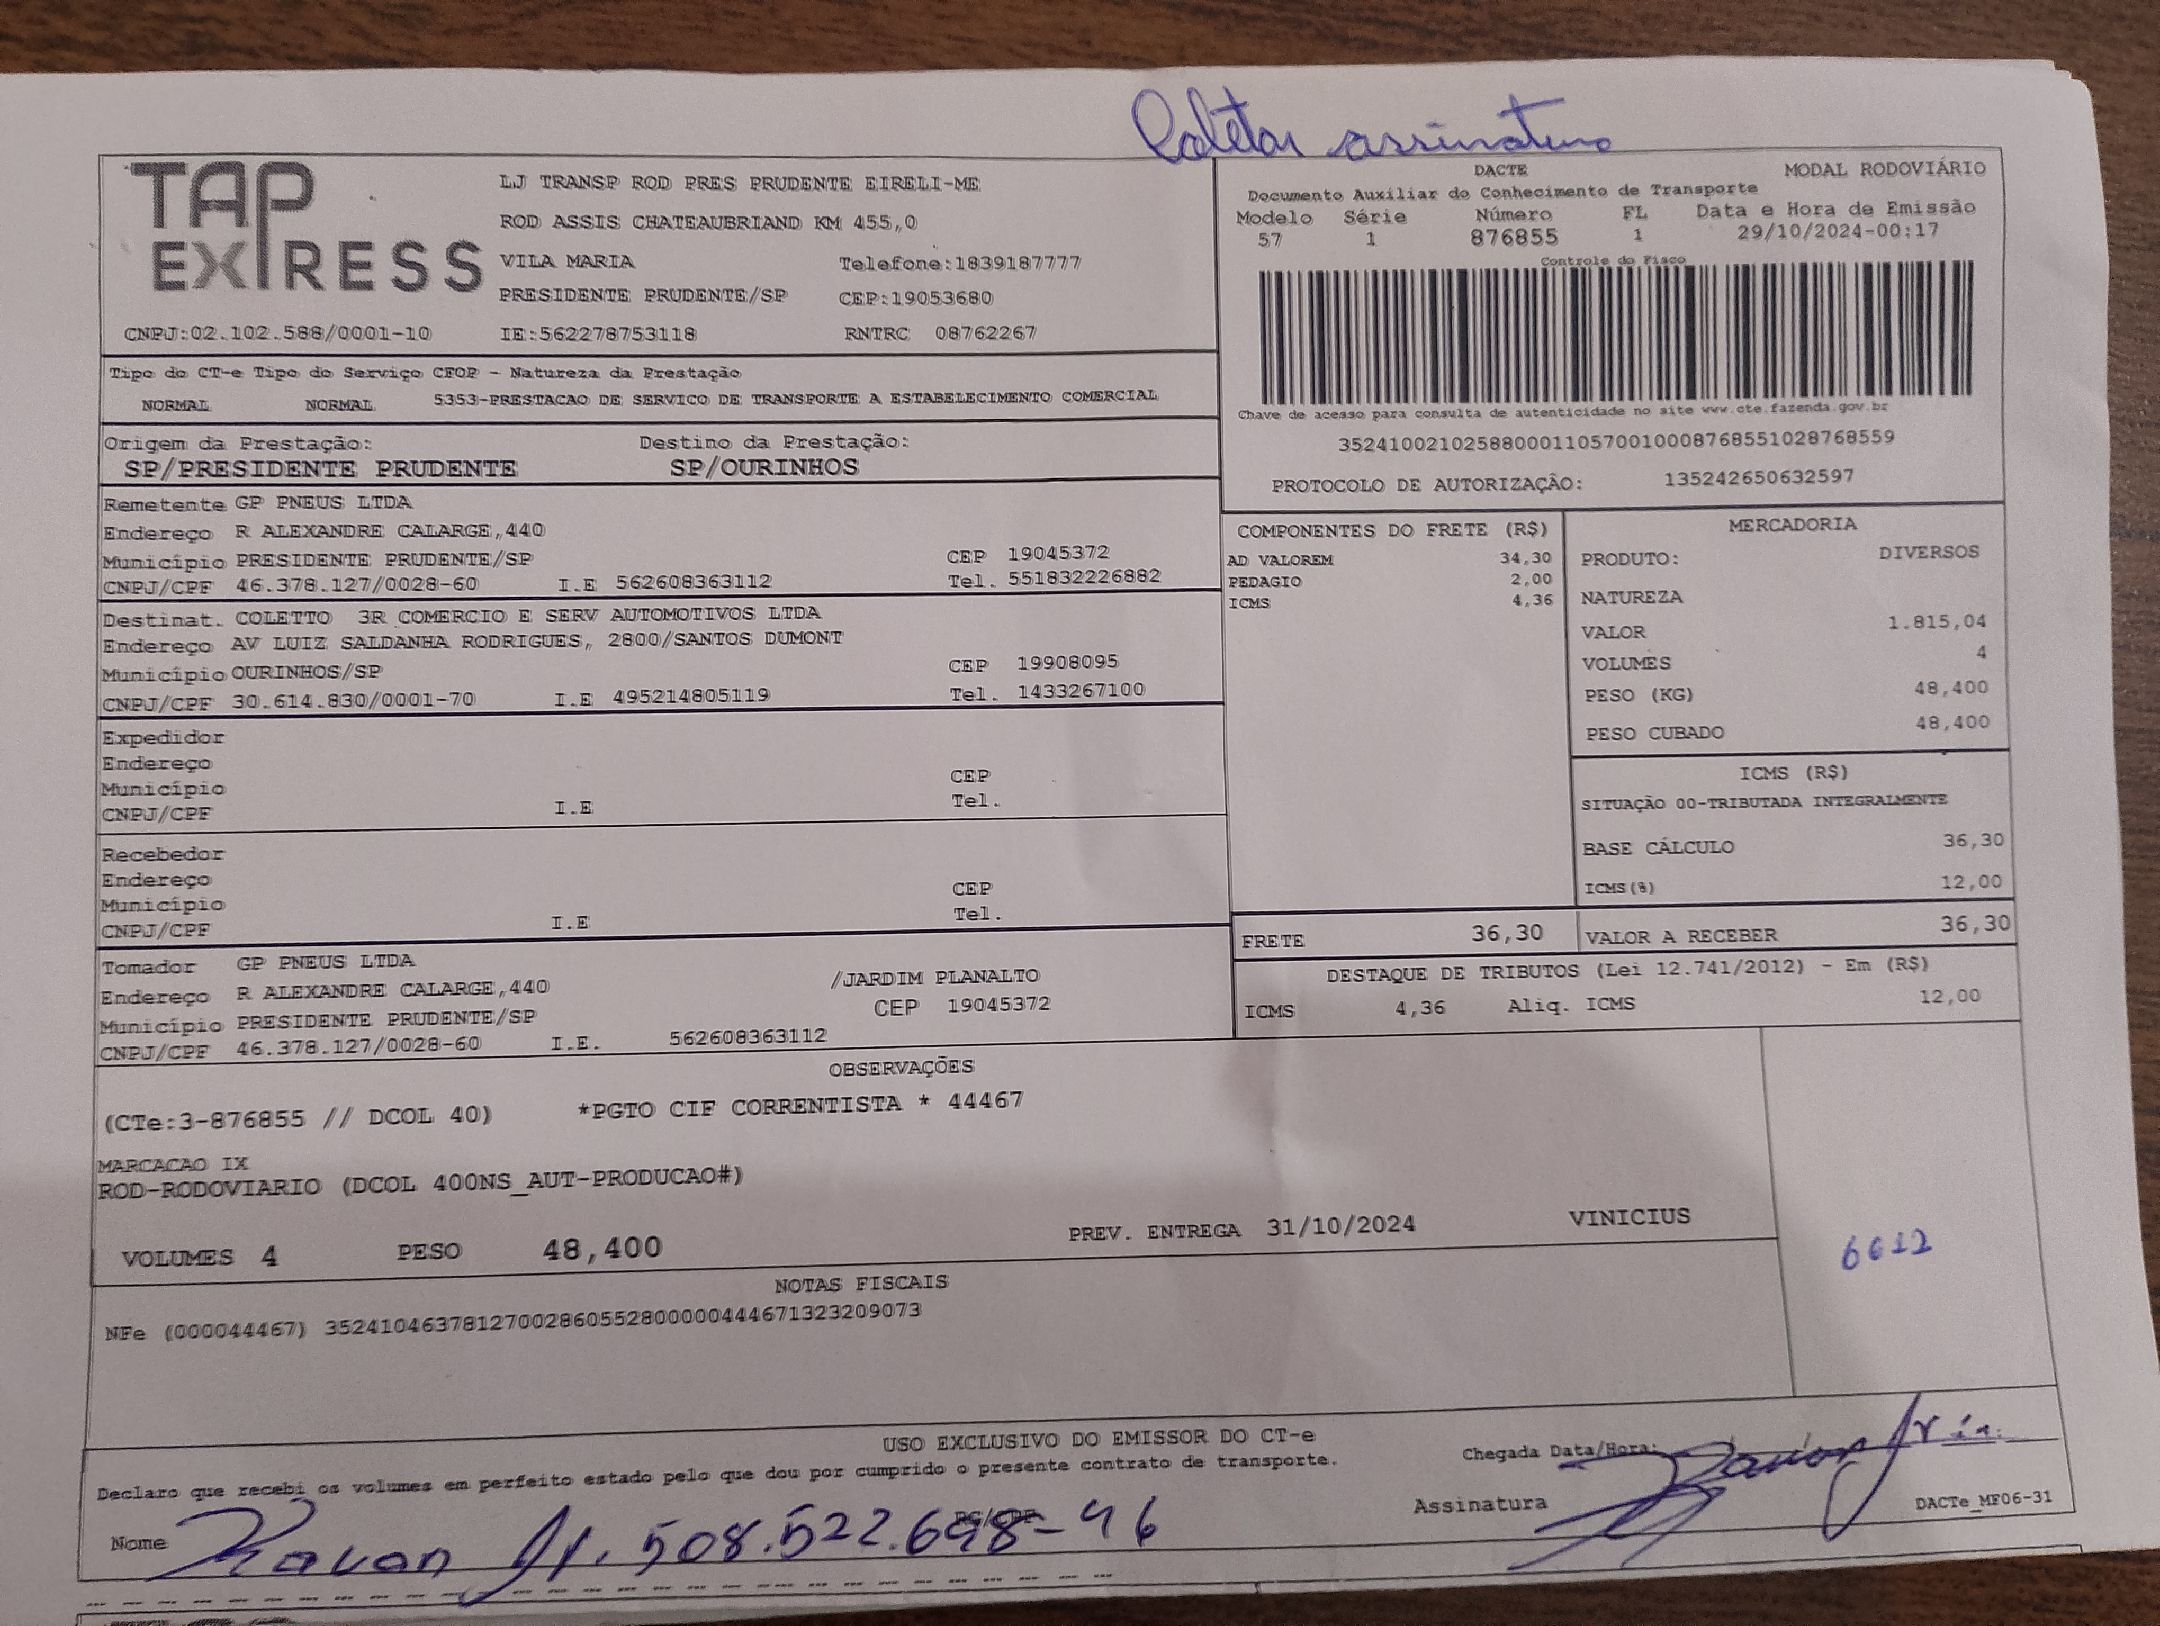 Coletar assinatura
TAP EXPRESS
LJ TRANSP ROD PRES PRUDENTE EIRELI-ME
ROD ASSIS CHATEAUBRIAND KM 455,0
VILA MARIA Telefone:1839187777
PRESIDENTE PRUDENTE/SP CEP:19053680
CNPJ:02.102.588/0001-10 IE:562278753118 RNTRC 08762267
DACTE MODAL RODOVIÁRIO
Documento Auxiliar do Conhecimento de Transporte
Modelo Série Número FL Data e Hora de Emissão
57 1 876855 1 29/10/2024-00:17
Controle do Fisco
Chave de acesso para consulta de autenticidade no site www.cte.fazenda.gov.br
35241002102588000110570010008768551028768559
PROTOCOLO DE AUTORIZAÇÃO: 135242650632597
Tipo do CT-e Tipo do Serviço CFOP - Natureza da Prestação
NORMAL NORMAL 5353-PRESTACAO DE SERVICO DE TRANSPORTE A ESTABELECIMENTO COMERCIAL
Origem da Prestação: Destino da Prestação:
SP/PRESIDENTE PRUDENTE SP/OURINHOS
Remetente GP PNEUS LTDA
Endereço R ALEXANDRE CALARGE,440
Município PRESIDENTE PRUDENTE/SP CEP 19045372
CNPJ/CPF 46.378.127/0028-60 I.E 562608363112 Tel. 551832226882
Destinat. COLETTO 3R COMERCIO E SERV AUTOMOTIVOS LTDA
Endereço AV LUIZ SALDANHA RODRIGUES, 2800/SANTOS DUMONT
Município OURINHOS/SP CEP 19908095
CNPJ/CPF 30.614.830/0001-70 I.E 495214805119 Tel. 1433267100
Expedidor
Endereço
Município CEP
CNPJ/CPF I.E Tel.
Recebedor
Endereço
Município CEP
CNPJ/CPF I.E Tel.
Tomador GP PNEUS LTDA
Endereço R ALEXANDRE CALARGE,440 /JARDIM PLANALTO
Município PRESIDENTE PRUDENTE/SP CEP 19045372
CNPJ/CPF 46.378.127/0028-60 I.E. 562608363112
COMPONENTES DO FRETE (R$)
AD VALOREM 34,30
PEDAGIO 2,00
ICMS 4,36
MERCADORIA
PRODUTO: DIVERSOS
NATUREZA
VALOR 1.815,04
VOLUMES 4
PESO (KG) 48,400
PESO CUBADO 48,400
ICMS (R$)
SITUAÇÃO 00-TRIBUTADA INTEGRALMENTE
BASE CÁLCULO 36,30
ICMS(%) 12,00
FRETE 36,30 VALOR A RECEBER 36,30
DESTAQUE DE TRIBUTOS (Lei 12.741/2012) - Em (R$)
ICMS 4,36 Aliq. ICMS 12,00
OBSERVAÇÕES
(CTe:3-876855 // DCOL 40) *PGTO CIF CORRENTISTA * 44467
MARCACAO IX
ROD-RODOVIARIO (DCOL 400NS_AUT-PRODUCAO#)
VOLUMES 4 PESO 48,400 PREV. ENTREGA 31/10/2024 VINICIUS
6612
NOTAS FISCAIS
NFe (000044467) 35241046378127002860552800000444671323209073
USO EXCLUSIVO DO EMISSOR DO CT-e
Declaro que recebi os volumes em perfeito estado pelo que dou por cumprido o presente contrato de transporte.
Chegada Data/Hora:
Nome 508.522.698-46
Assinatura
DACTe_MF06-31